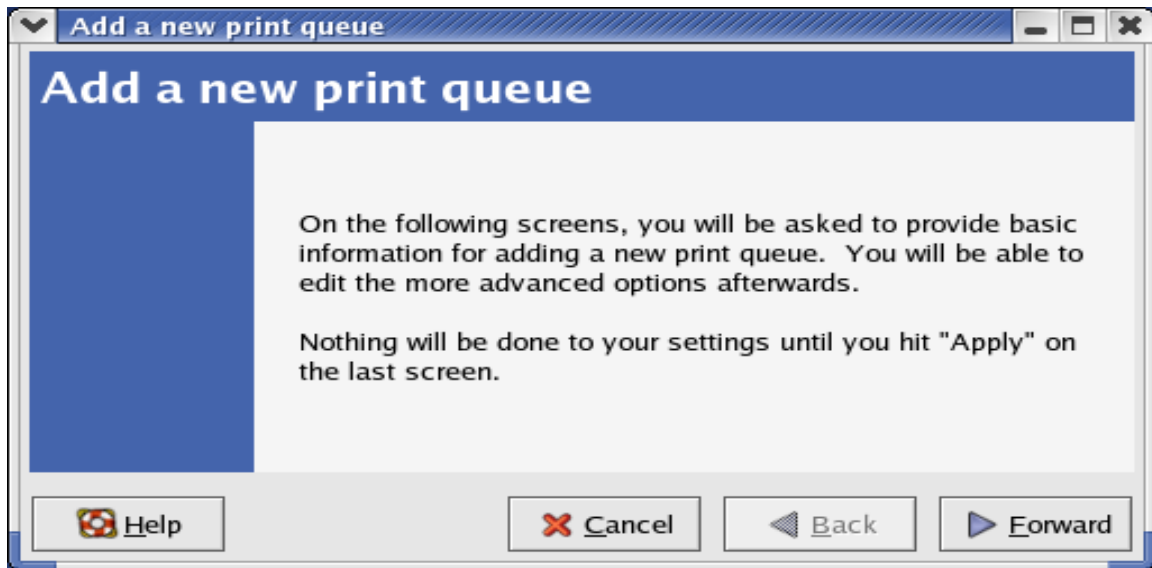 Add a new print queue
Add a new print queue
On the following screens, you will be asked to provide basic
information for adding a new print queue.  You will be able to
edit the more advanced options afterwards.
Nothing will be done to your settings until you hit "Apply" on
the last screen.
Help
Cancel
Back
Forward